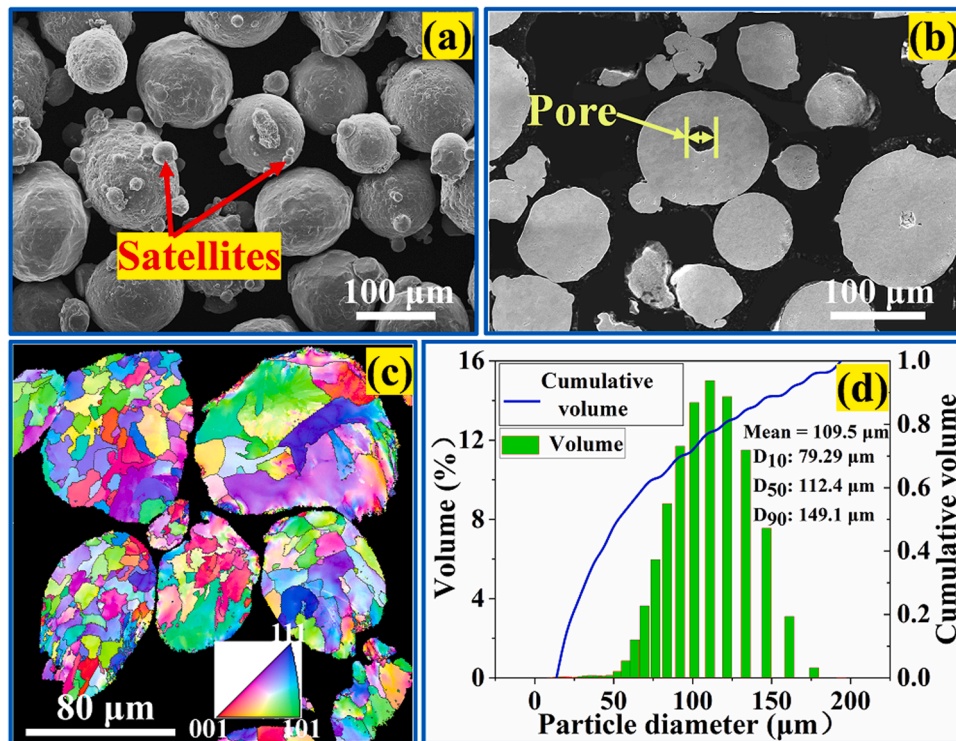 (a)
Satellites
100 μm
(b)
Pore
100 μm
(c)
111
001
101
80 μm
(d)
Cumulative
volume
Volume
Mean = 109.5 μm
D10: 79.29 μm
D50: 112.4 μm
D90: 149.1 μm
Volume (%)
16
12
8
4
0
1.0
0.8
0.6
0.4
0.2
0.0
Cumulative volume
0 50 100 150 200
Particle diameter (μm)